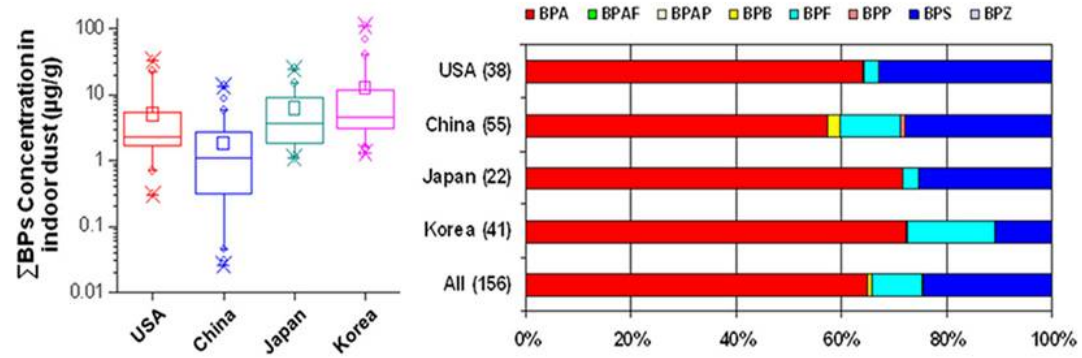 ∑BPs Concentration in
indoor dust (μg/g)
100
10
1
0.1
0.01
USA
China
Japan
Korea
BPA BPAF BPAP BPB BPF BPP BPS BPZ
USA (38)
China (55)
Japan (22)
Korea (41)
All (156)
0% 20% 40% 60% 80% 100%